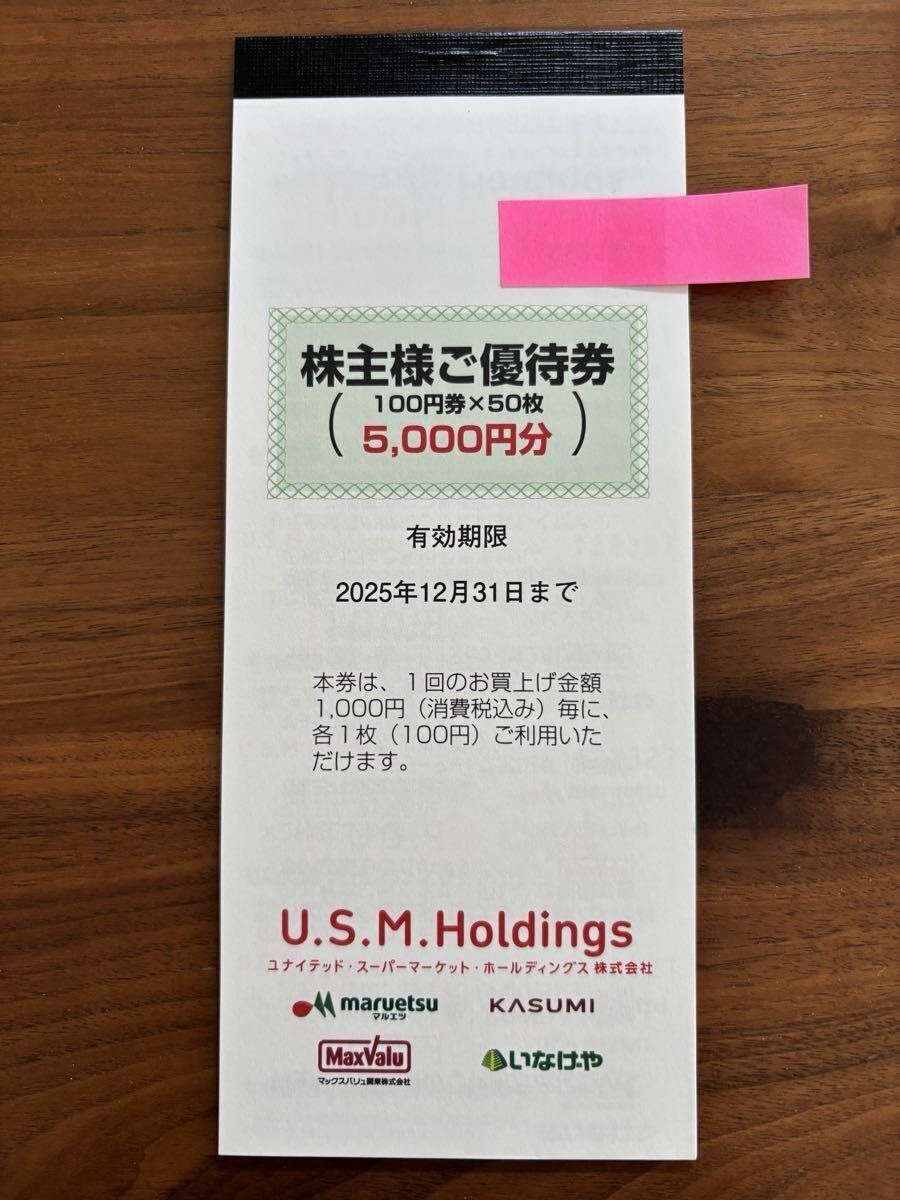 株主様ご優待券
(100円券×50枚
5,000円分)
有効期限
2025年12月31日まで
本券は、１回のお買上げ金額
1,000円（消費税込み）毎に、
各１枚（100円）ご利用いた
だけます。
U.S.M.Holdings
ユナイテッド・スーパーマーケット・ホールディングス 株式会社
maruetsu KASUMI
マルエツ
MaxValu いなげや
マックスバリュ関東株式会社